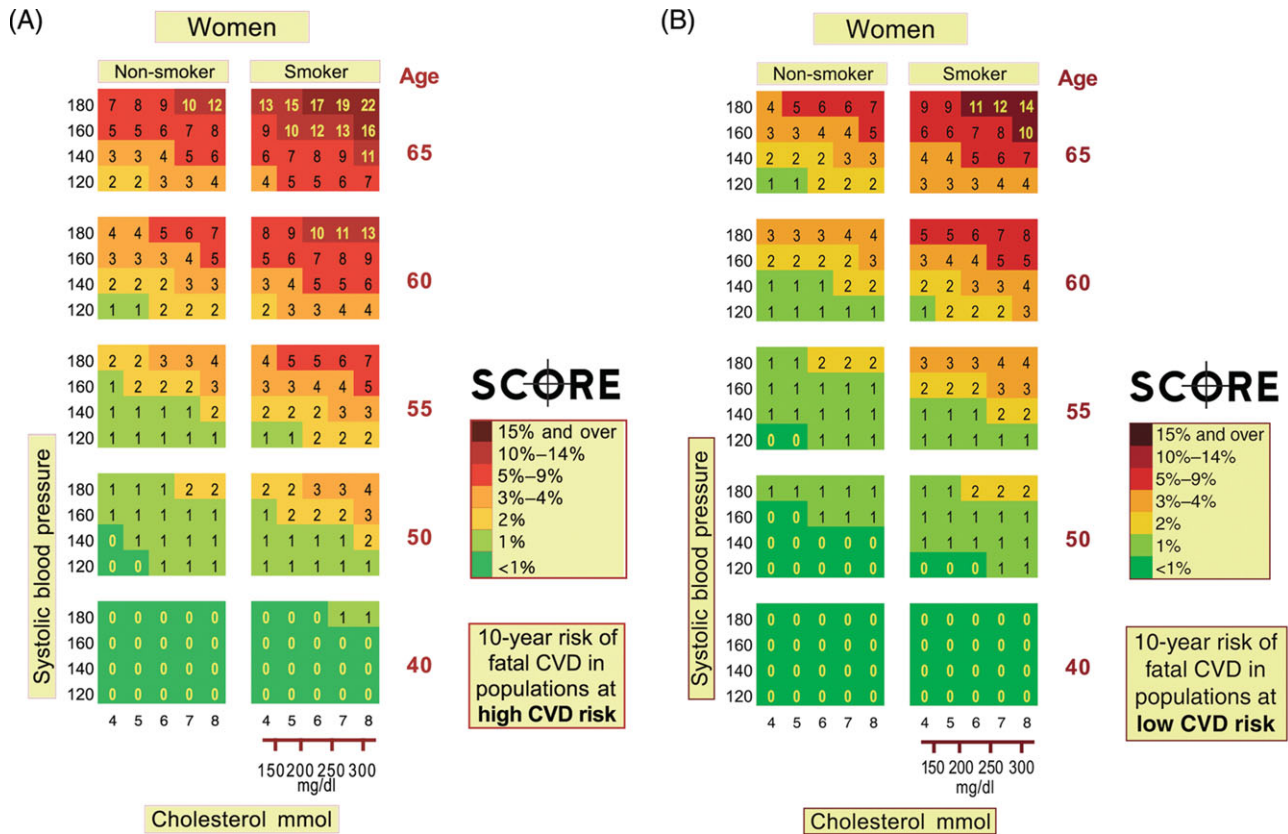 (A)
Women
Non-smoker Smoker Age
180 7 8 9 10 12 13 15 17 19 22
160 5 5 6 7 8 9 10 12 13 16
140 3 3 4 5 6 6 7 8 9 11 65
120 2 2 3 3 4 4 5 5 6 7
180 4 4 5 6 7 8 9 10 11 13
160 3 3 3 4 5 5 6 7 8 9
140 2 2 2 3 3 3 4 5 5 6 60
120 1 1 2 2 2 2 3 3 4 4
180 2 2 3 3 4 4 5 5 6 7
160 1 2 2 2 3 3 3 4 4 5
140 1 1 1 1 2 2 2 2 3 3 55
120 1 1 1 1 1 1 1 2 2 2
180 1 1 1 2 2 2 2 3 3 4
160 1 1 1 1 1 1 2 2 2 3
140 0 1 1 1 1 1 1 1 1 2 50
120 0 0 1 1 1 1 1 1 1 1
180 0 0 0 0 0 0 0 0 1 1
160 0 0 0 0 0 0 0 0 0 0
140 0 0 0 0 0 0 0 0 0 0 40
120 0 0 0 0 0 0 0 0 0 0
4 5 6 7 8 4 5 6 7 8
150 200 250 300
mg/dl
Systolic blood pressure
Cholesterol mmol
SCORE
15% and over
10%–14%
5%–9%
3%–4%
2%
1%
<1%
10-year risk of
fatal CVD in
populations at
high CVD risk
(B)
Women
Non-smoker Smoker Age
180 4 5 6 6 7 9 9 11 12 14
160 3 3 4 4 5 6 6 7 8 10
140 2 2 2 3 3 4 4 5 6 7 65
120 1 1 2 2 2 3 3 3 4 4
180 3 3 3 4 4 5 5 6 7 8
160 2 2 2 2 3 3 4 4 5 5
140 1 1 1 2 2 2 2 3 3 4 60
120 1 1 1 1 1 1 2 2 2 3
180 1 1 2 2 2 3 3 3 4 4
160 1 1 1 1 1 2 2 2 3 3
140 1 1 1 1 1 1 1 1 2 2 55
120 0 0 1 1 1 1 1 1 1 1
180 1 1 1 1 1 1 1 2 2 2
160 0 0 1 1 1 1 1 1 1 1
140 0 0 0 0 0 1 1 1 1 1 50
120 0 0 0 0 0 0 0 0 1 1
180 0 0 0 0 0 0 0 0 0 0
160 0 0 0 0 0 0 0 0 0 0
140 0 0 0 0 0 0 0 0 0 0 40
120 0 0 0 0 0 0 0 0 0 0
4 5 6 7 8 4 5 6 7 8
150 200 250 300
mg/dl
Systolic blood pressure
Cholesterol mmol
SCORE
15% and over
10%–14%
5%–9%
3%–4%
2%
1%
<1%
10-year risk of
fatal CVD in
populations at
low CVD risk